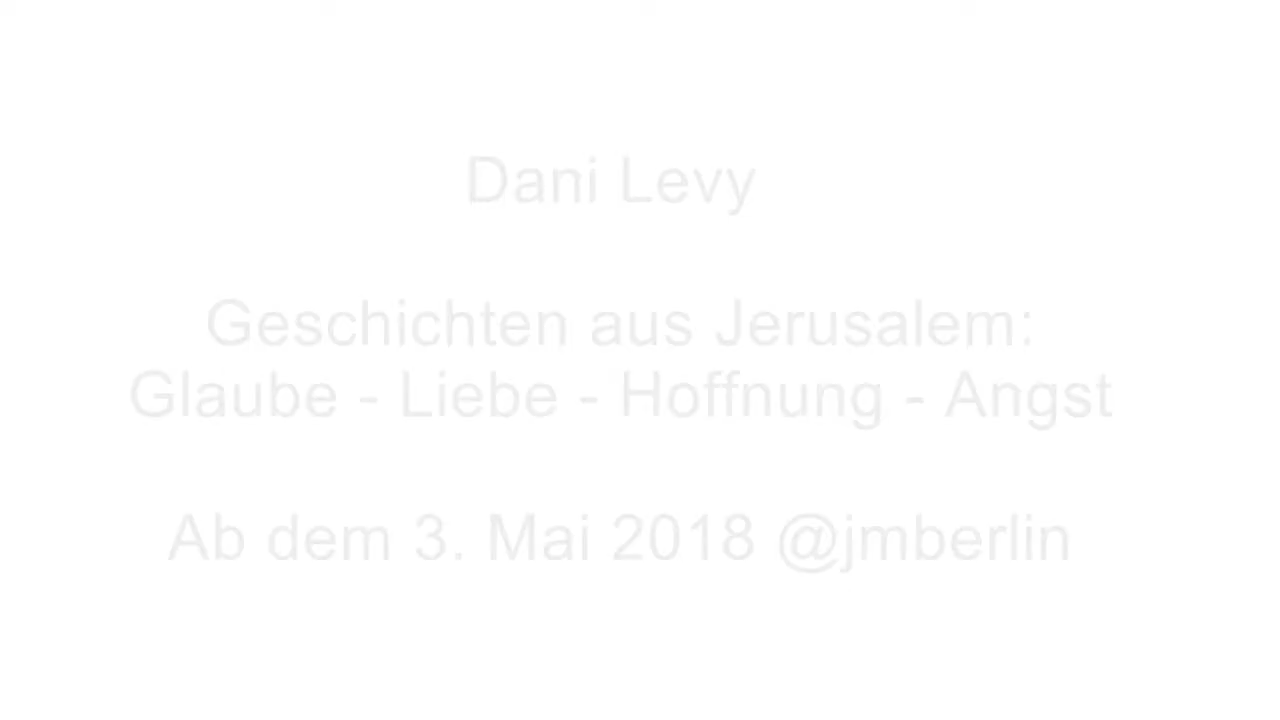 Dani Levy
Geschichten aus Jerusalem:
Glaube - Liebe - Hoffnung - Angst
Ab dem 3. Mai 2018 @jmberlin